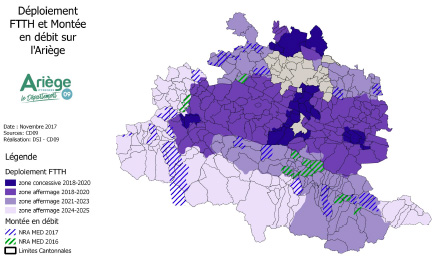 Déploiement
FTTH et Montée
en débit sur
l'Ariège
Ariège
le Département
Date : Novembre 2017
Sources: CD09
Réalisation: DSI - CD09
Légende
Deploiement FTTH
zone concessive 2018-2020
zone affermage 2018-2020
zone affermage 2021-2023
zone affermage 2024-2025
Montée en débit
NRA MED 2017
NRA MED 2016
Limites Cantonnales